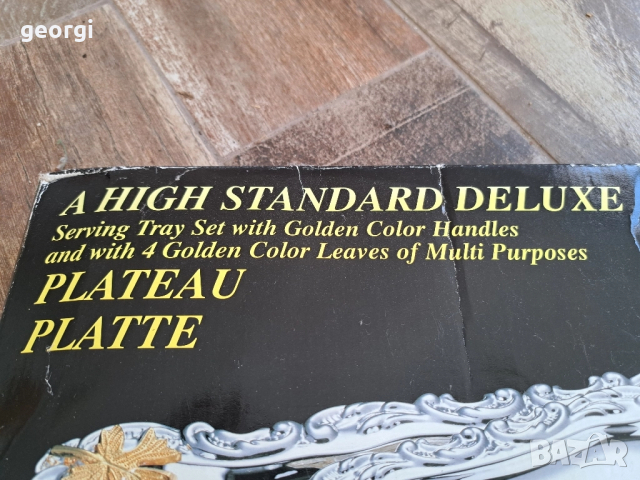 georgi
A HIGH STANDARD DELUXE
Serving Tray Set with Golden Color Handles
and with 4 Golden Color Leaves of Multi Purposes
PLATEAU
PLATTE
BAZAR